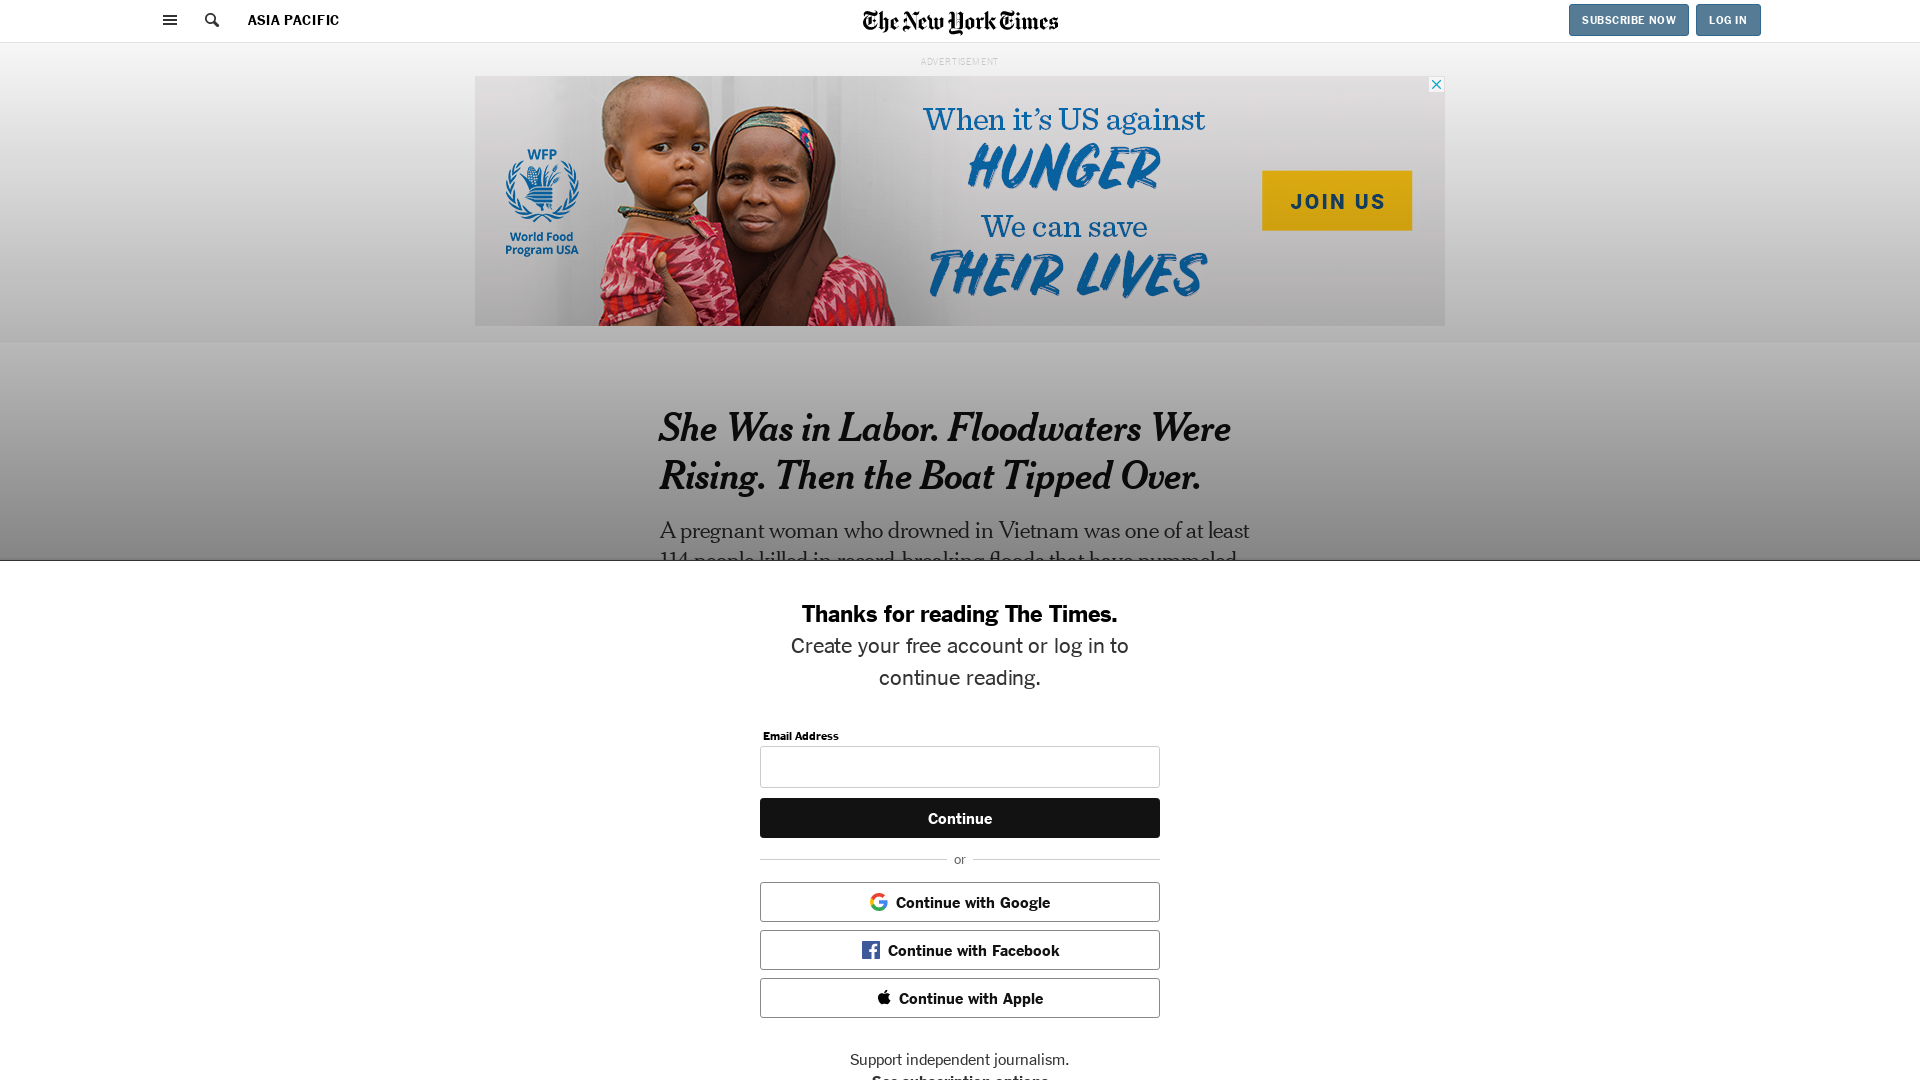 ASIA PACIFIC
The New York Times
SUBSCRIBE NOW
LOG IN
ADVERTISEMENT
WFP
World Food
Program USA
When it's US against
HUNGER
We can save
THEIR LIVES
JOIN US
She Was in Labor. Floodwaters Were
Rising. Then the Boat Tipped Over.
A pregnant woman who drowned in Vietnam was one of at least
114 people killed in record-breaking floods that have pummeled
Thanks for reading The Times.
Create your free account or log in to
continue reading.
Email Address
Continue
or
Continue with Google
Continue with Facebook
Continue with Apple
Support independent journalism.
See subscription options